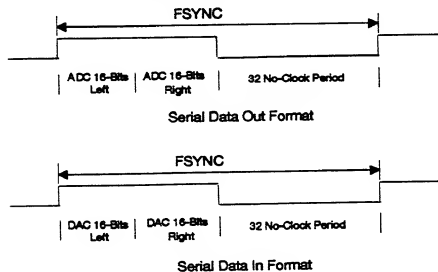 FSYNC
ADC 16-Bits ADC 16-Bits 32 No-Clock Period
Left Right
Serial Data Out Format
FSYNC
DAC 16-Bits DAC 16-Bits 32 No-Clock Period
Left Right
Serial Data In Format